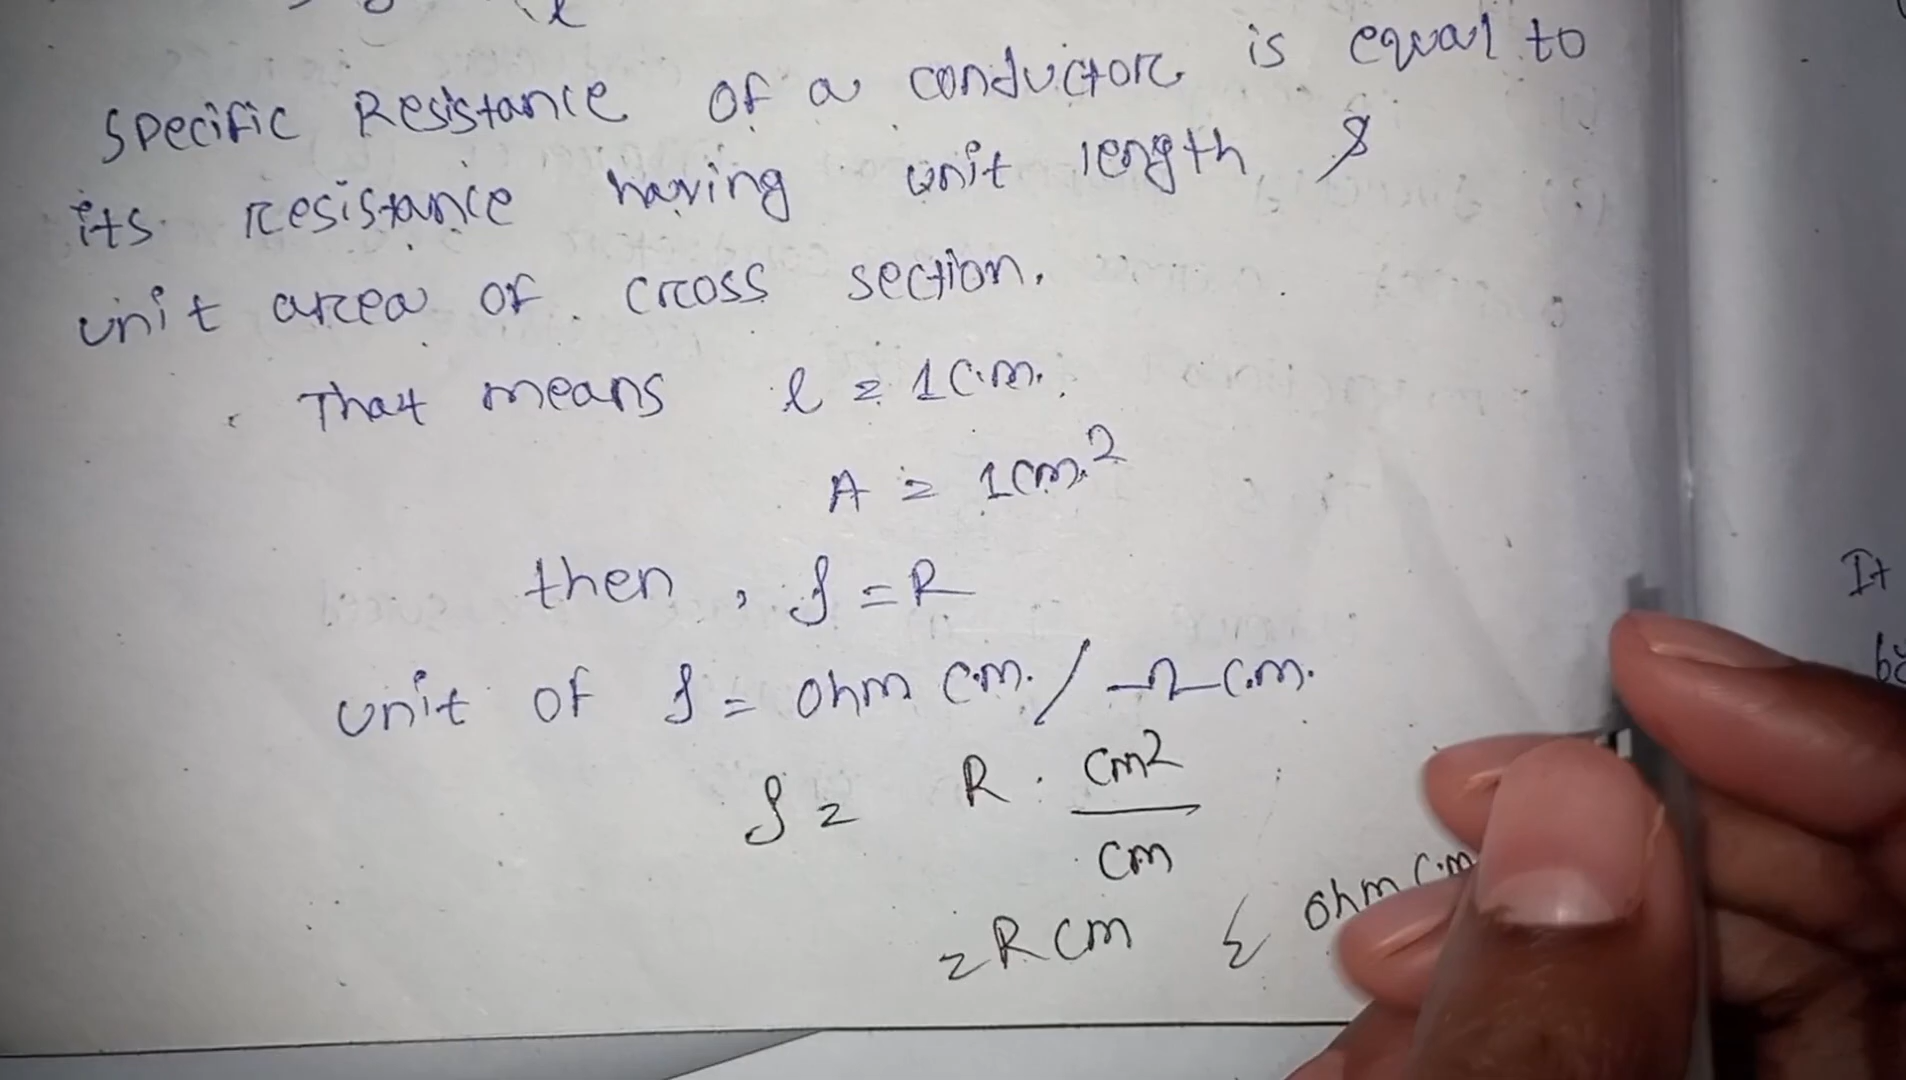 l
Specific Resistance of a conductor is equal to
its resistance having unit length &
unit area of cross section.
That means l = 1 c.m.
A = 1 cm.²
then, ρ = R
unit of ρ = ohm c.m. / Ω c.m.
ρ = R . cm²
cm
= R cm { ohm c.m
It